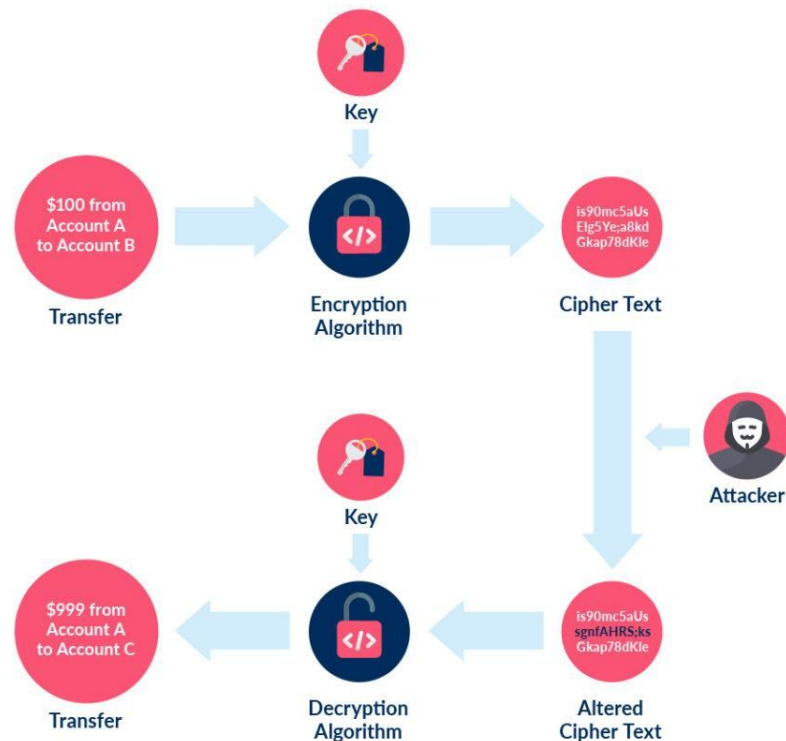 Key
$100 from
Account A
to Account B
</>
is90mc5aUs
EIg5Ye;a8kd
Gkap78dKle
Transfer
Encryption
Algorithm
Cipher Text
Key
Attacker
$999 from
Account A
to Account C
</>
is90mc5aUs
sgnfAHRS;ks
Gkap78dKle
Transfer
Decryption
Algorithm
Altered
Cipher Text